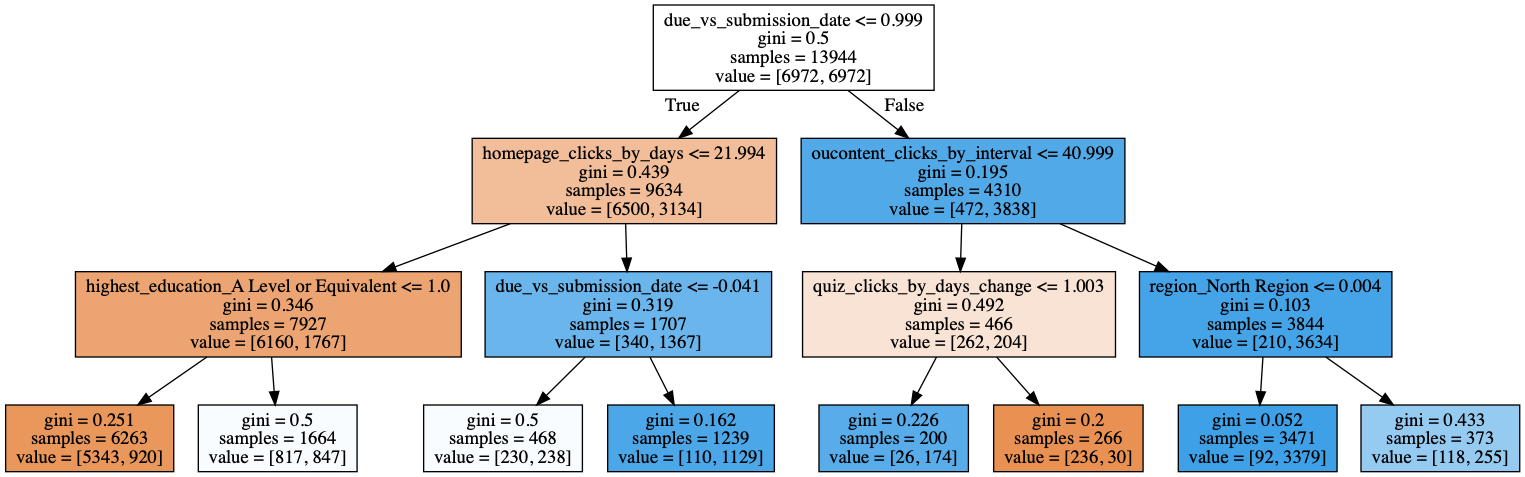 due_vs_submission_date <= 0.999
gini = 0.5
samples = 13944
value = [6972, 6972]
True
False
homepage_clicks_by_days <= 21.994
gini = 0.439
samples = 9634
value = [6500, 3134]
oucontent_clicks_by_interval <= 40.999
gini = 0.195
samples = 4310
value = [472, 3838]
highest_education_A Level or Equivalent <= 1.0
gini = 0.346
samples = 7927
value = [6160, 1767]
due_vs_submission_date <= -0.041
gini = 0.319
samples = 1707
value = [340, 1367]
quiz_clicks_by_days_change <= 1.003
gini = 0.492
samples = 466
value = [262, 204]
region_North Region <= 0.004
gini = 0.103
samples = 3844
value = [210, 3634]
gini = 0.251
samples = 6263
value = [5343, 920]
gini = 0.5
samples = 1664
value = [817, 847]
gini = 0.5
samples = 468
value = [230, 238]
gini = 0.162
samples = 1239
value = [110, 1129]
gini = 0.226
samples = 200
value = [26, 174]
gini = 0.2
samples = 266
value = [236, 30]
gini = 0.052
samples = 3471
value = [92, 3379]
gini = 0.433
samples = 373
value = [118, 255]